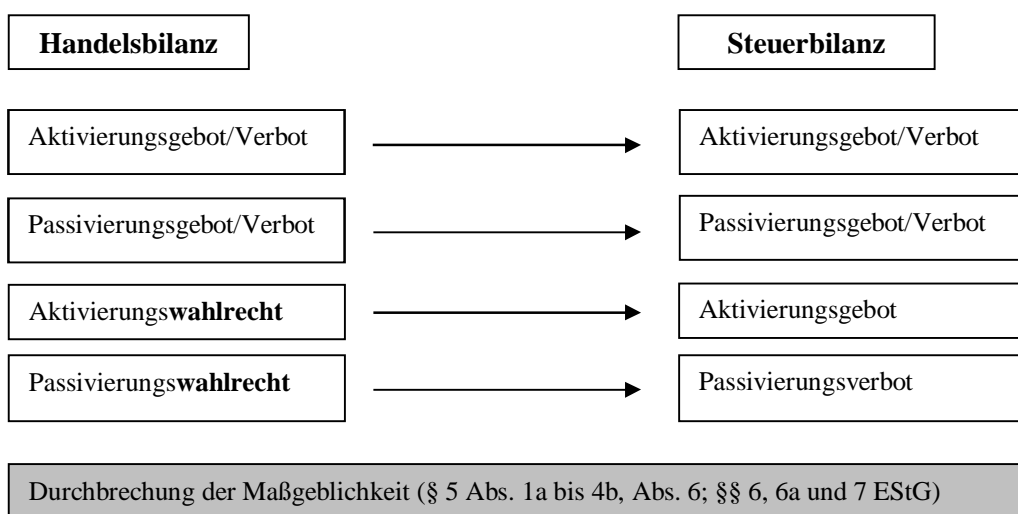 Handelsbilanz Steuerbilanz
Aktivierungsgebot/Verbot Aktivierungsgebot/Verbot
Passivierungsgebot/Verbot Passivierungsgebot/Verbot
Aktivierungswahlrecht Aktivierungsgebot
Passivierungswahlrecht Passivierungsverbot
Durchbrechung der Maßgeblichkeit (§ 5 Abs. 1a bis 4b, Abs. 6; §§ 6, 6a und 7 EStG)